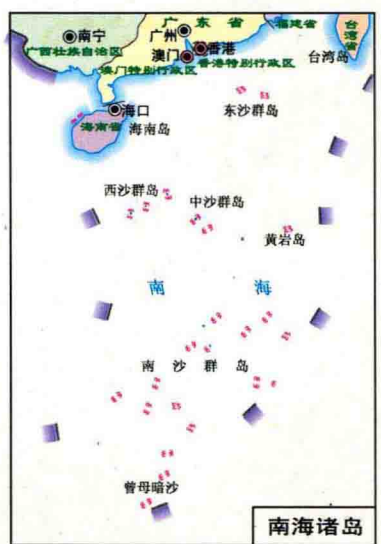 广东省
福建省
台湾省
南宁
广州
香港
广西壮族自治区
澳门
香港特别行政区
台湾岛
澳门特别行政区
海口
东沙群岛
海南省
海南岛
西沙群岛
中沙群岛
黄岩岛
南海
南沙群岛
曾母暗沙
南海诸岛